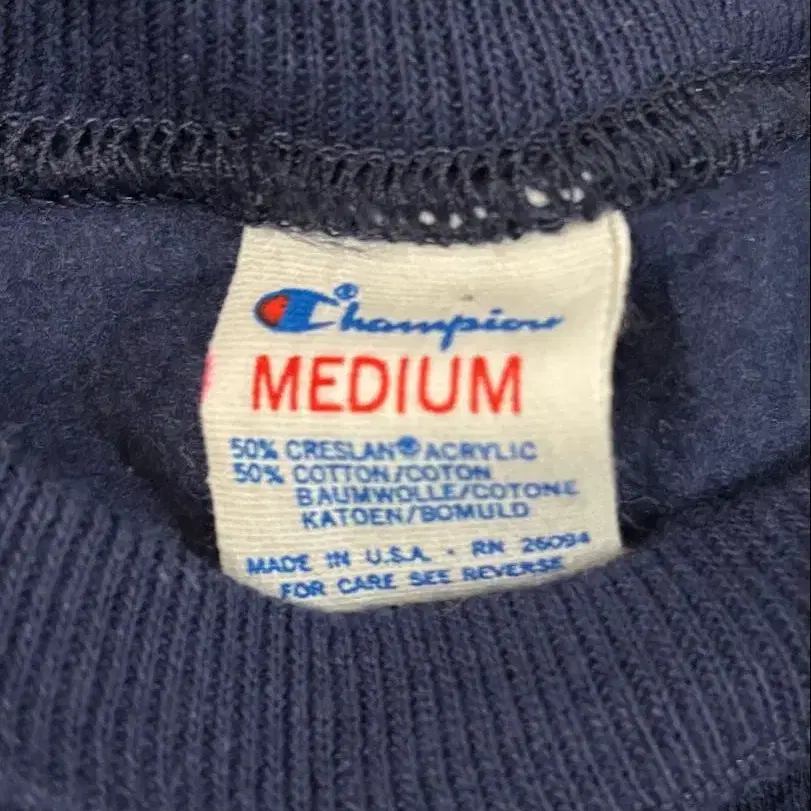 Champion®
MEDIUM
50% CRESLAN® ACRYLIC
50% COTTON/COTON
BAUMWOLLE/COTONE
KATOEN/BOMULD
MADE IN U.S.A. · RN 26094
FOR CARE SEE REVERSE